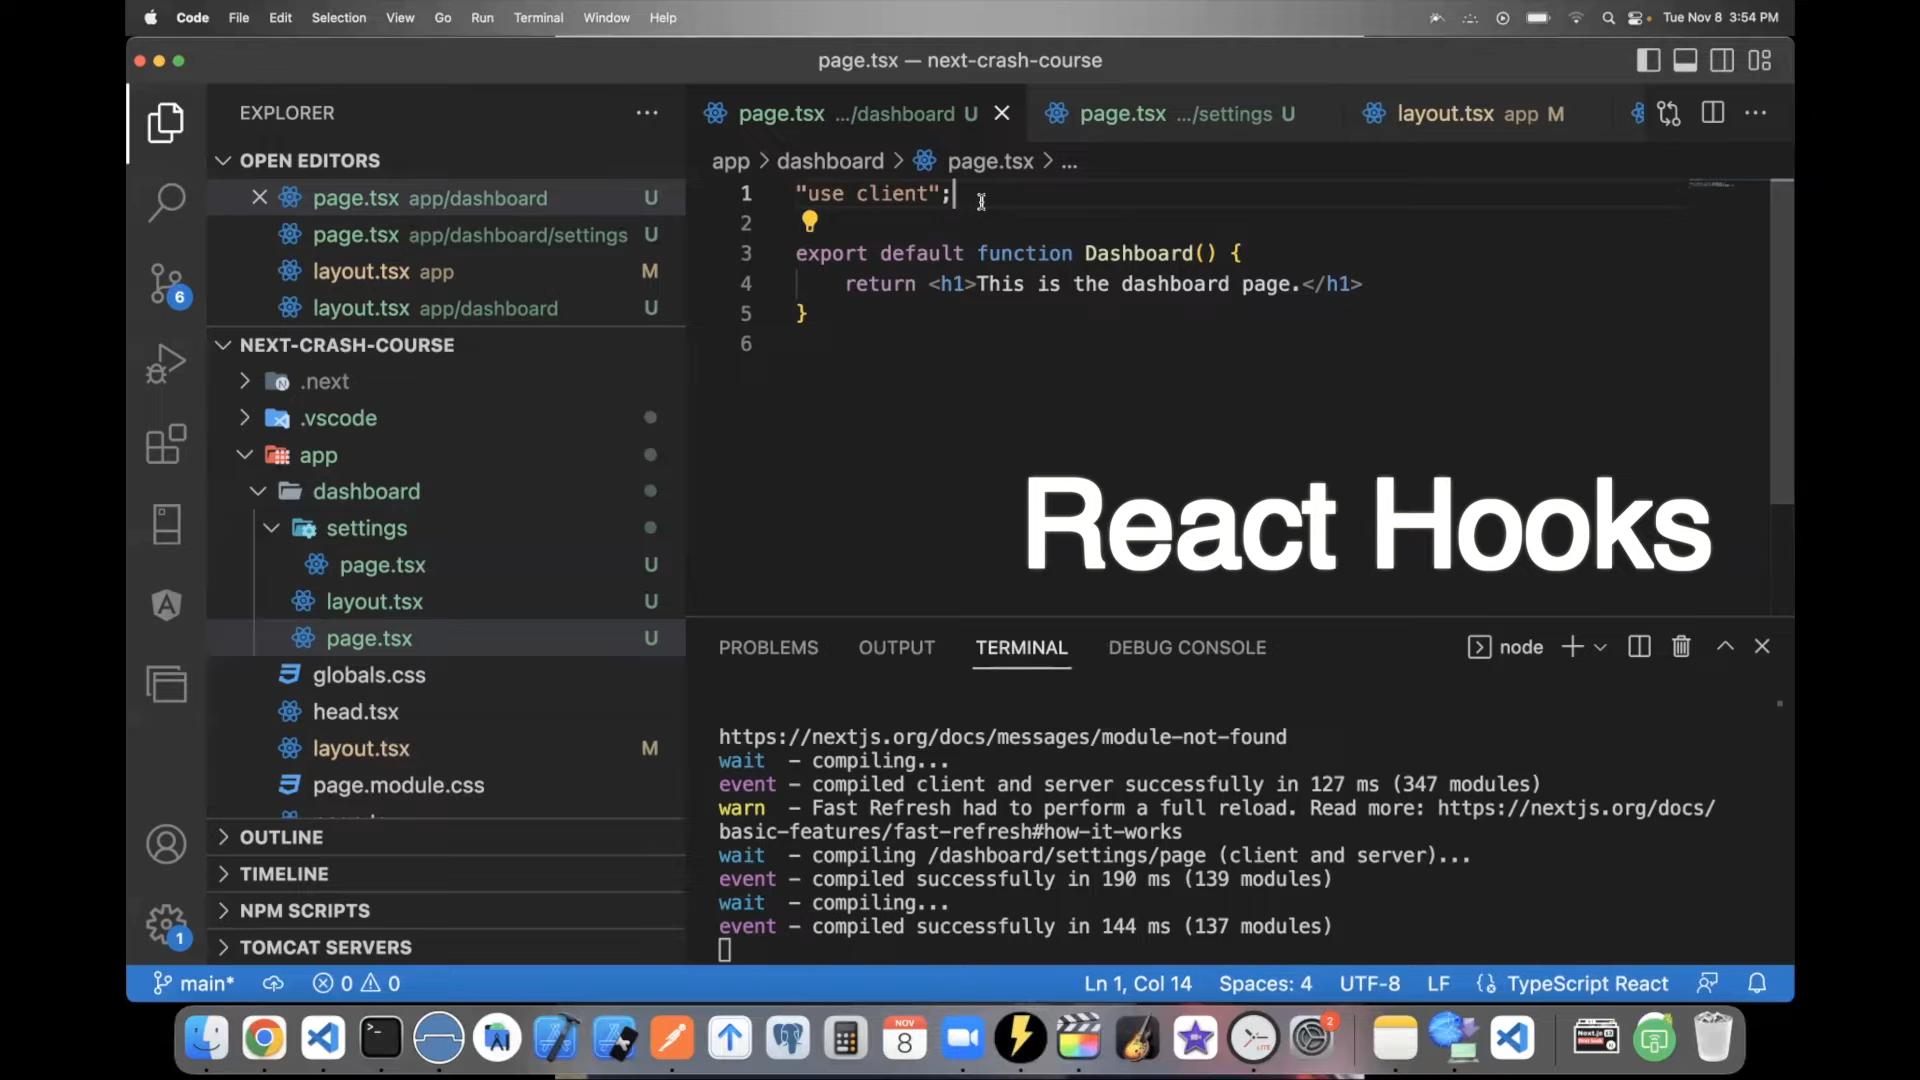 Code File Edit Selection View Go Run Terminal Window Help Tue Nov 8 3:54 PM
page.tsx — next-crash-course
EXPLORER
OPEN EDITORS
page.tsx app/dashboard U
page.tsx app/dashboard/settings U
layout.tsx app M
layout.tsx app/dashboard U
NEXT-CRASH-COURSE
.next
.vscode
app
dashboard
settings
page.tsx U
layout.tsx U
page.tsx U
globals.css
head.tsx
layout.tsx M
page.module.css
OUTLINE
TIMELINE
NPM SCRIPTS
TOMCAT SERVERS
6
1
page.tsx .../dashboard U page.tsx .../settings U layout.tsx app M
app > dashboard > page.tsx > ...
1 "use client";
2
3 export default function Dashboard() {
4 return <h1>This is the dashboard page.</h1>
5 }
6
React Hooks
PROBLEMS OUTPUT TERMINAL DEBUG CONSOLE node
https://nextjs.org/docs/messages/module-not-found
wait - compiling...
event - compiled client and server successfully in 127 ms (347 modules)
warn - Fast Refresh had to perform a full reload. Read more: https://nextjs.org/docs/
basic-features/fast-refresh#how-it-works
wait - compiling /dashboard/settings/page (client and server)...
event - compiled successfully in 190 ms (139 modules)
wait - compiling...
event - compiled successfully in 144 ms (137 modules)
main* 0 0 Ln 1, Col 14 Spaces: 4 UTF-8 LF TypeScript React
NOV
8
2